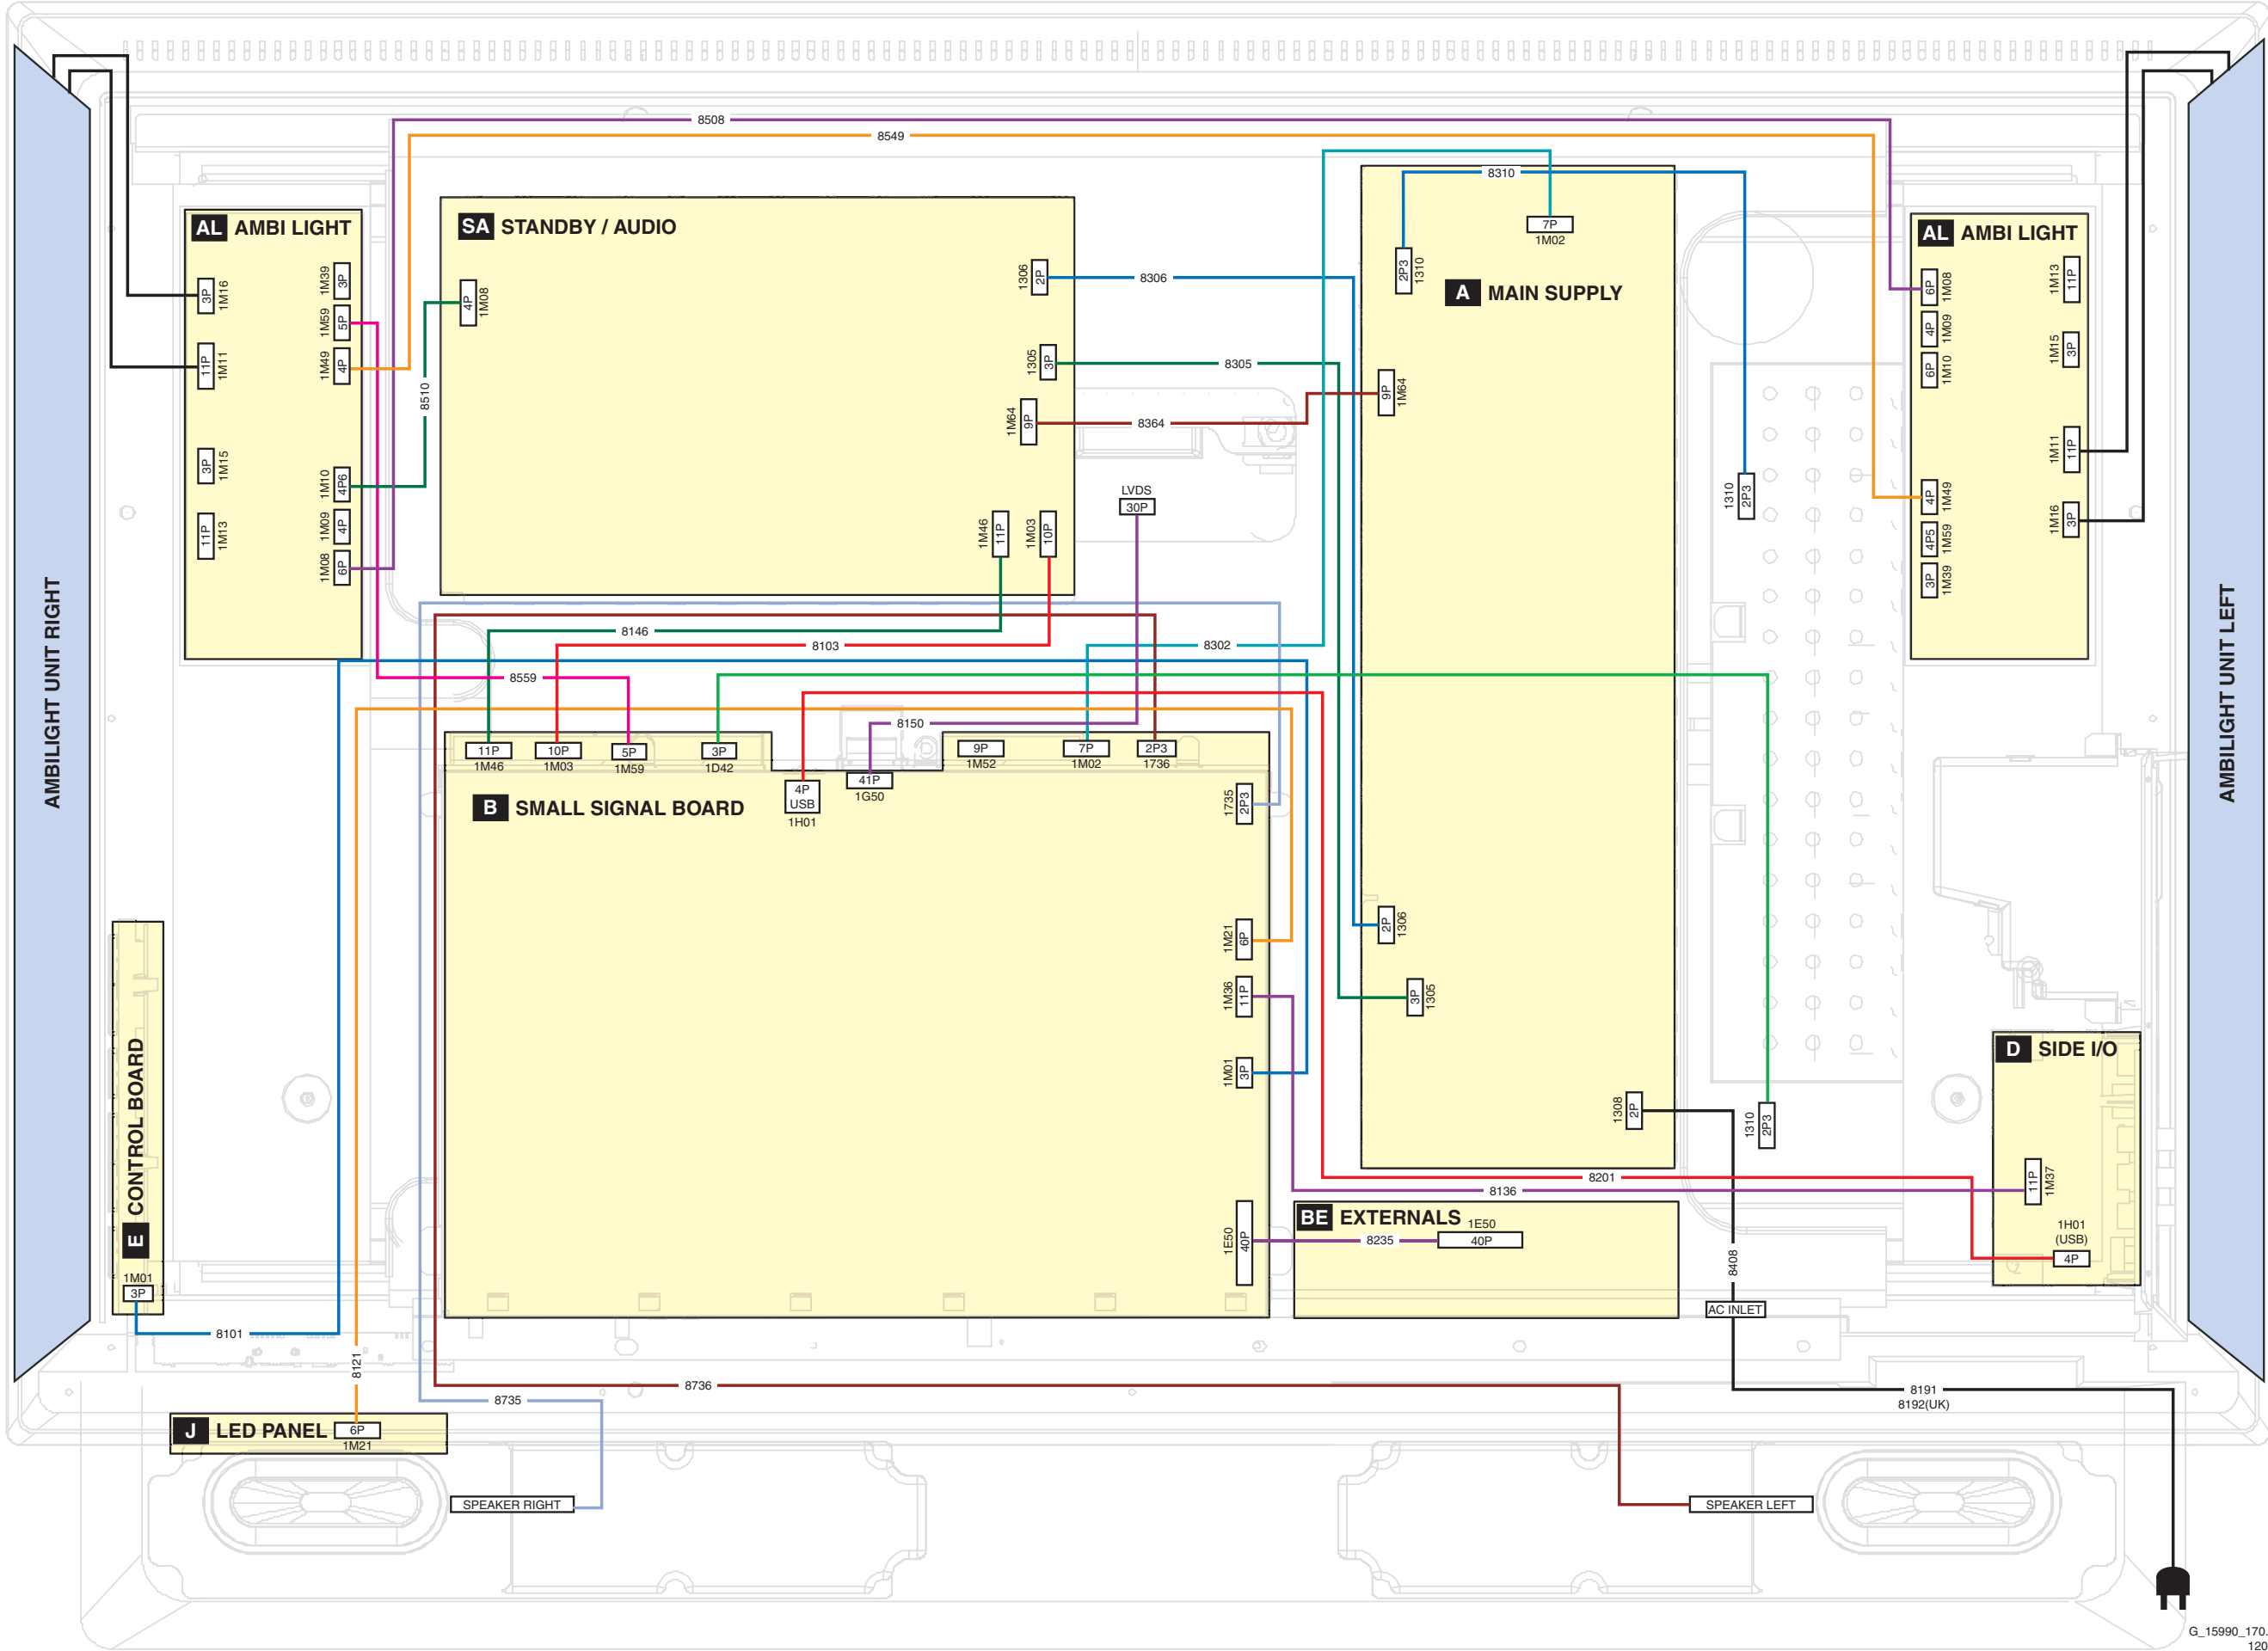 8508
8549
8310
AL AMBI LIGHT
3P 1M16
11P 1M11
3P 1M15
11P 1M13
1M39 3P
1M59 5P
1M49 4P
1M10 4P6
1M09 4P
1M08 6P
8510
SA STANDBY / AUDIO
4P 1M08
1306 2P
1305 3P
1M64 9P
1M46 11P
1M03 10P
8306
8305
8364
LVDS
30P
A MAIN SUPPLY
7P
1M02
2P3 1310
9P 1M64
2P 1306
3P 1305
1308 2P
1310 2P3
1310 2P3
AL AMBI LIGHT
6P 1M08
4P 1M09
6P 1M10
4P 1M49
4P5 1M59
3P 1M39
1M13 11P
1M15 3P
1M11 11P
1M16 3P
AMBILIGHT UNIT RIGHT
AMBILIGHT UNIT LEFT
8146
8103
8302
8559
8150
11P
1M46
10P
1M03
5P
1M59
3P
1D42
4P
USB
1H01
41P
1G50
9P
1M52
7P
1M02
2P3
1736
B SMALL SIGNAL BOARD
1735 2P3
1M21 6P
1M36 11P
1M01 3P
1E50 40P
E CONTROL BOARD
1M01
3P
8101
8121
D SIDE I/O
11P 1M37
1H01
(USB)
4P
8201
8136
BE EXTERNALS
1E50
40P
8235
8408
AC INLET
8736
8735
8191
8192(UK)
J LED PANEL
6P
1M21
SPEAKER RIGHT
SPEAKER LEFT
G_15990_170.
120